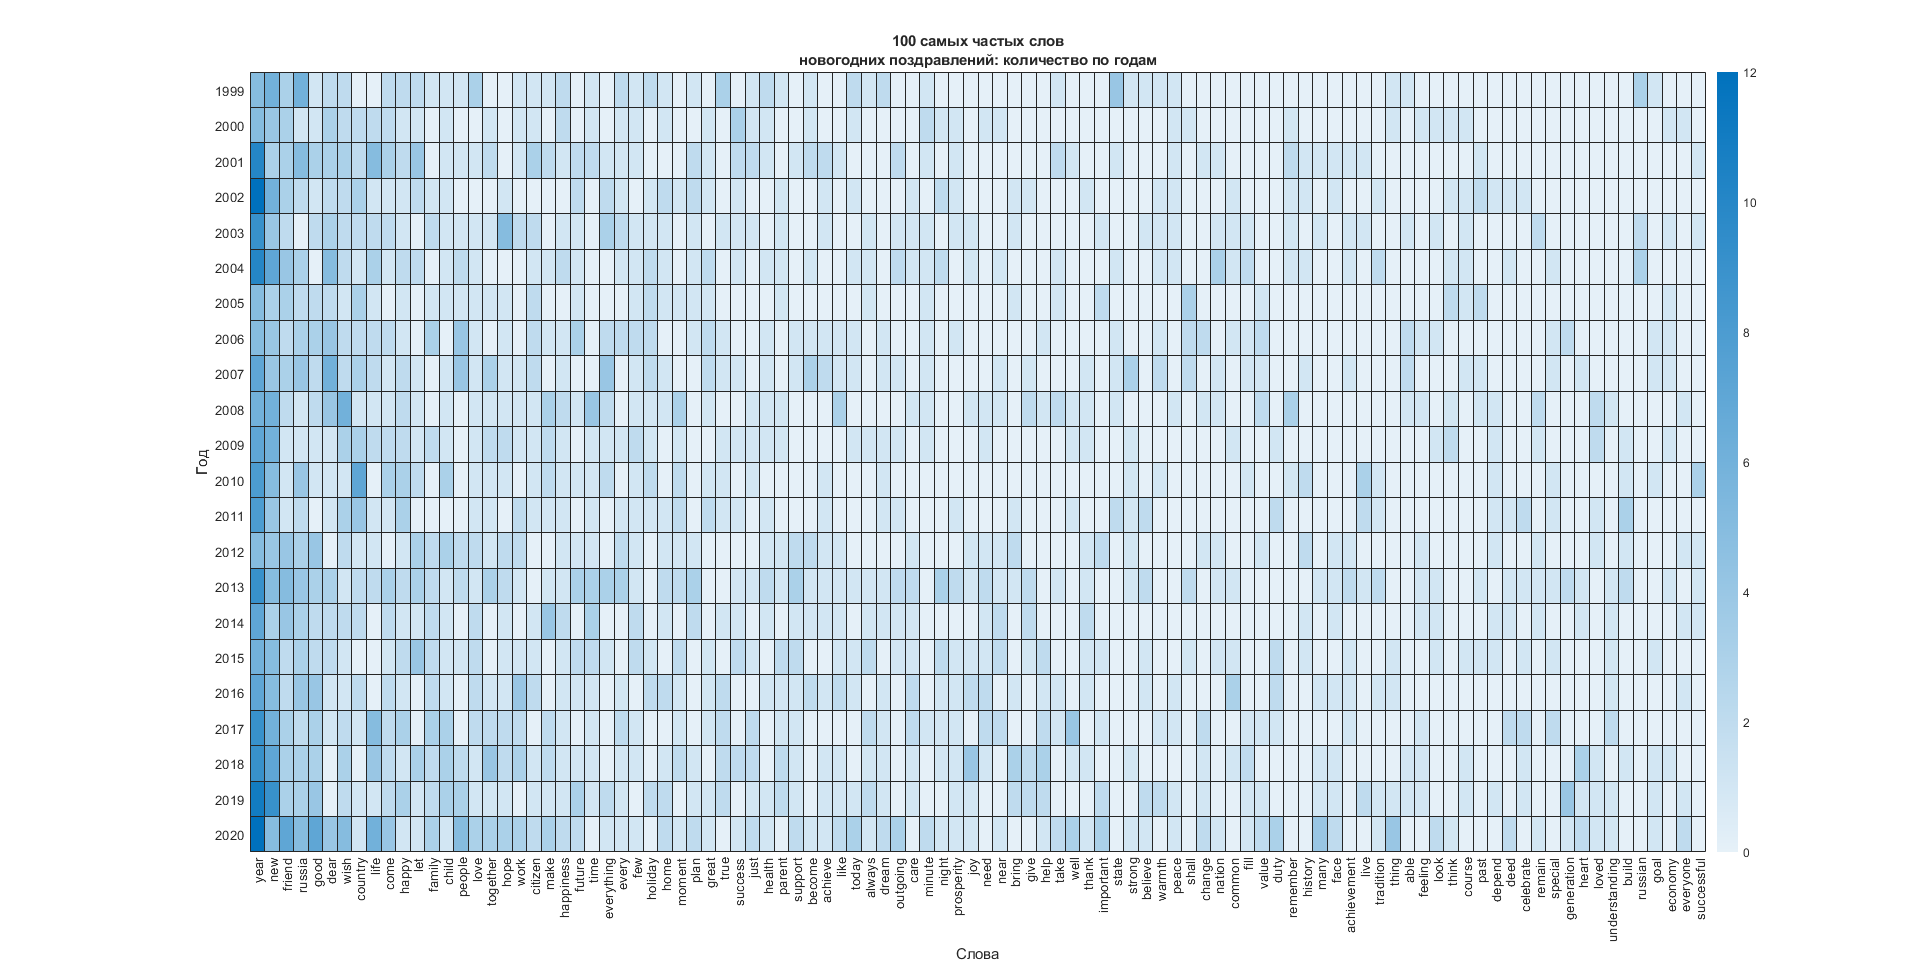 100 самых частых слов
новогодних поздравлений: количество по годам
Год
1999
2000
2001
2002
2003
2004
2005
2006
2007
2008
2009
2010
2011
2012
2013
2014
2015
2016
2017
2018
2019
2020
year
new
friend
russia
good
dear
wish
country
life
come
happy
let
family
child
people
love
together
hope
work
citizen
make
happiness
future
time
everything
every
few
holiday
home
moment
plan
great
true
success
just
health
parent
support
become
achieve
like
today
always
dream
outgoing
care
minute
night
prosperity
joy
need
near
bring
give
help
take
well
thank
important
state
strong
believe
warmth
peace
shall
change
nation
common
fill
value
duty
remember
history
many
face
achievement
live
tradition
thing
able
feeling
look
think
course
past
depend
deed
celebrate
remain
special
generation
heart
loved
understanding
build
russian
goal
economy
everyone
successful
Слова
12
10
8
6
4
2
0